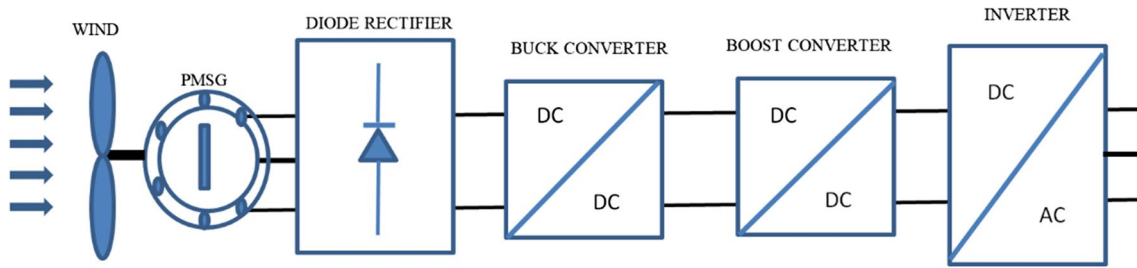 WIND
PMSG
DIODE RECTIFIER
BUCK CONVERTER
DC
DC
BOOST CONVERTER
DC
DC
INVERTER
DC
AC